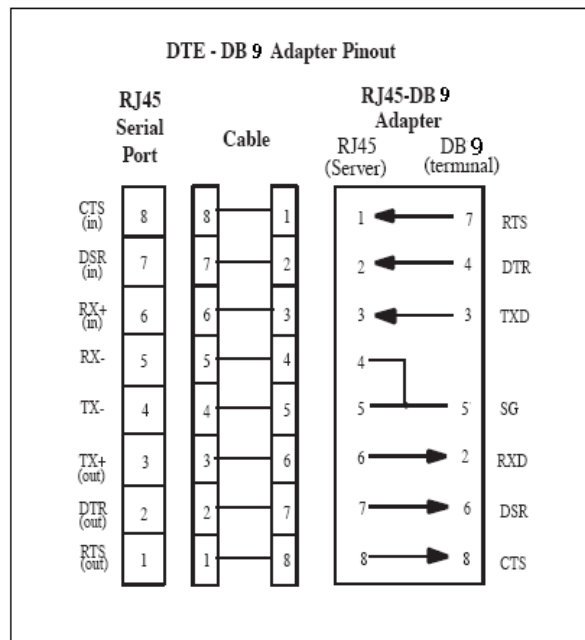 DTE - DB 9 Adapter Pinout
RJ45 Serial Port
Cable
RJ45-DB 9 Adapter
RJ45 (Server)
DB 9 (terminal)
CTS (in) 8 8 1 1 7 RTS
DSR (in) 7 7 2 2 4 DTR
RX+ (in) 6 6 3 3 3 TXD
RX- 5 5 4 4
TX- 4 4 5 5 5 SG
TX+ (out) 3 3 6 6 2 RXD
DTR (out) 2 2 7 7 6 DSR
RTS (out) 1 1 8 8 8 CTS